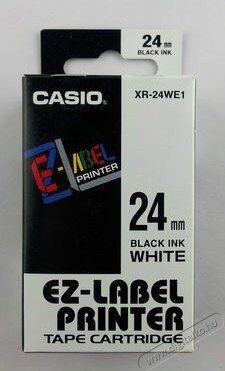 24 mm
BLACK INK
CASIO
XR-24WE1
EZ-LABEL
PRINTER
24 mm
BLACK INK
WHITE
EZ-LABEL
PRINTER
TAPE CARTRIDGE